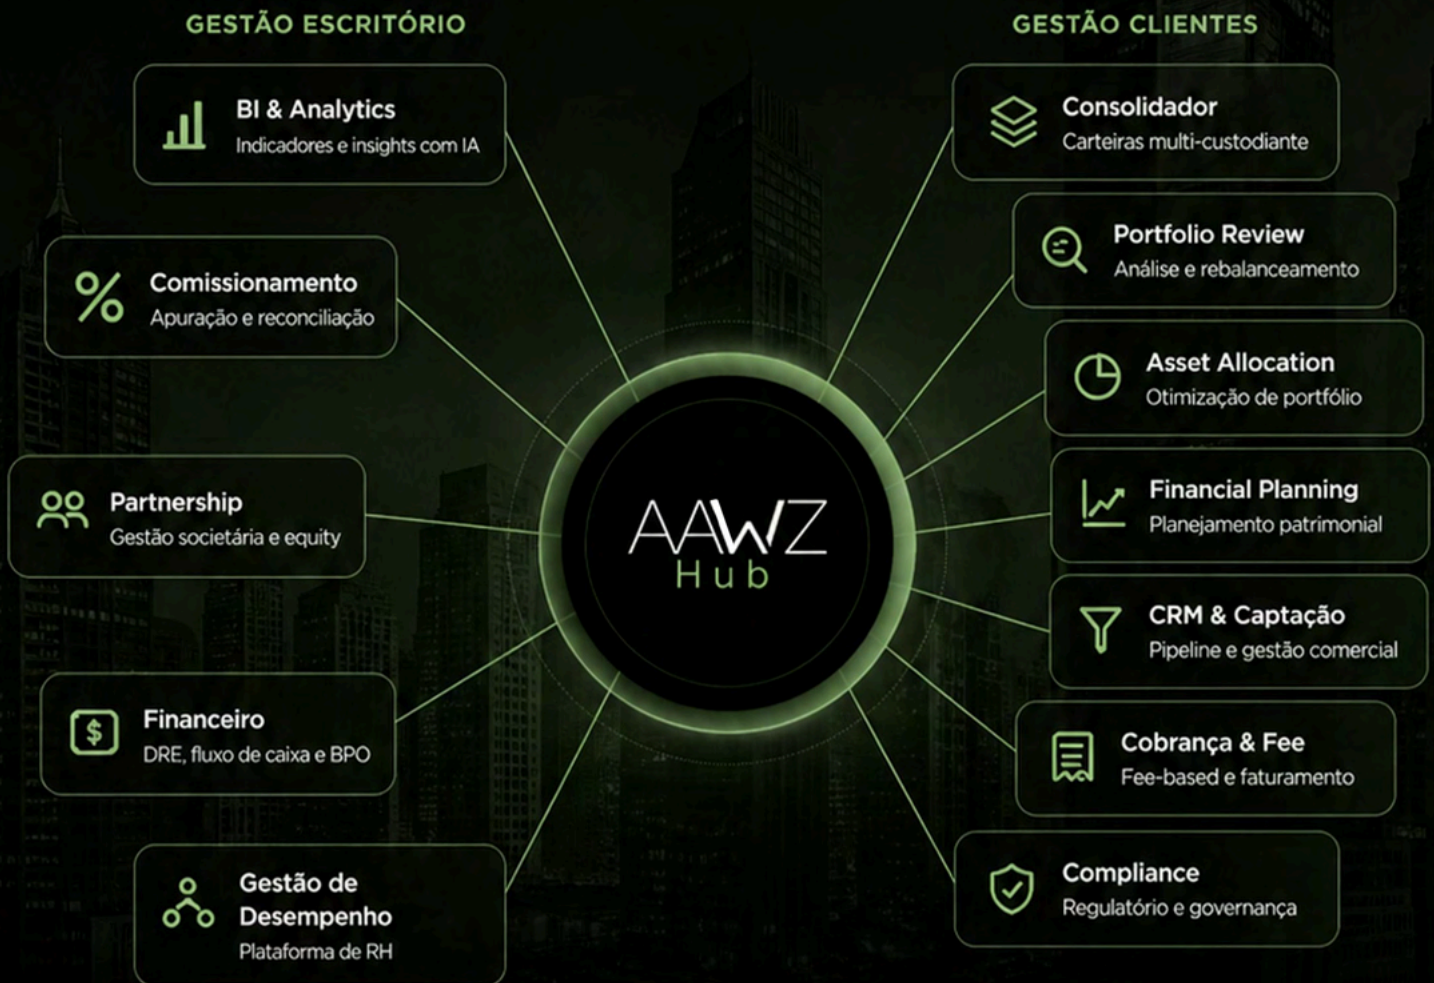 GESTÃO ESCRITÓRIO
BI & Analytics
Indicadores e insights com IA
Comissionamento
Apuração e reconciliação
Partnership
Gestão societária e equity
Financeiro
DRE, fluxo de caixa e BPO
Gestão de
Desempenho
Plataforma de RH
AAWZ
Hub
GESTÃO CLIENTES
Consolidador
Carteiras multi-custodiante
Portfolio Review
Análise e rebalanceamento
Asset Allocation
Otimização de portfólio
Financial Planning
Planejamento patrimonial
CRM & Captação
Pipeline e gestão comercial
Cobrança & Fee
Fee-based e faturamento
Compliance
Regulatório e governança